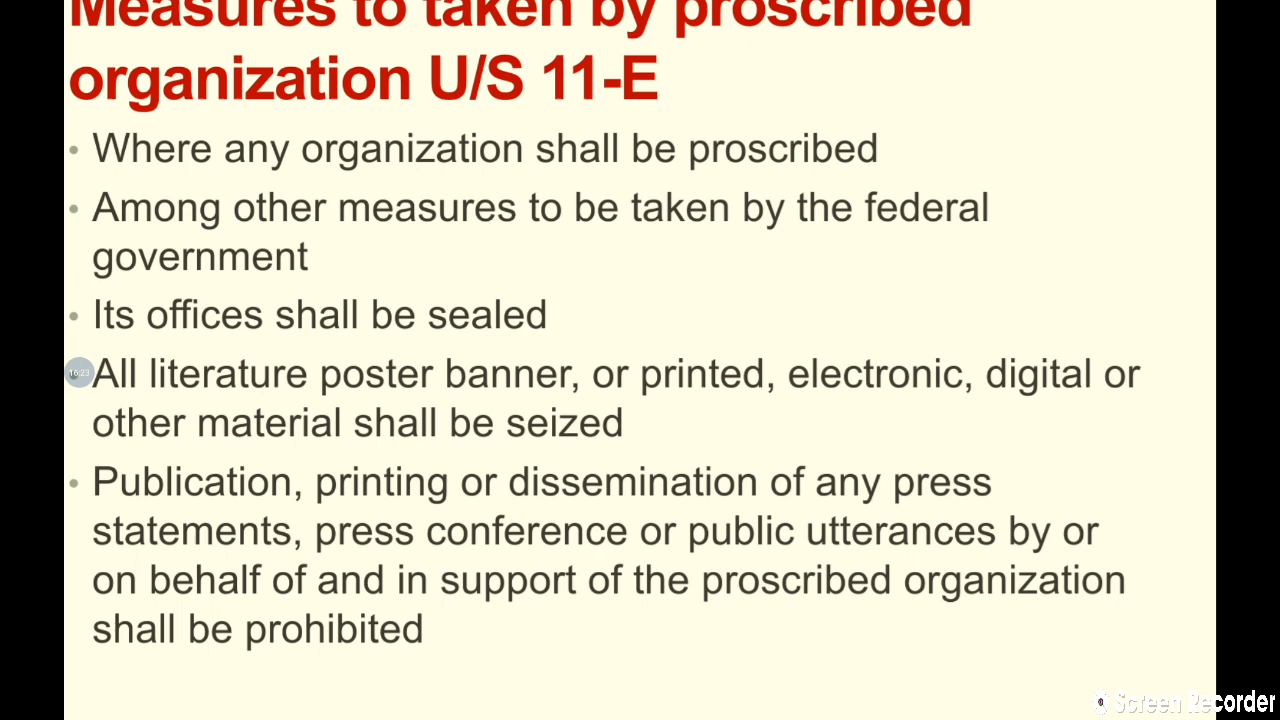 Measures to taken by proscribed
organization U/S 11-E
• Where any organization shall be proscribed
• Among other measures to be taken by the federal
government
• Its offices shall be sealed
16:23
All literature poster banner, or printed, electronic, digital or
other material shall be seized
• Publication, printing or dissemination of any press
statements, press conference or public utterances by or
on behalf of and in support of the proscribed organization
shall be prohibited
Screen Recorder